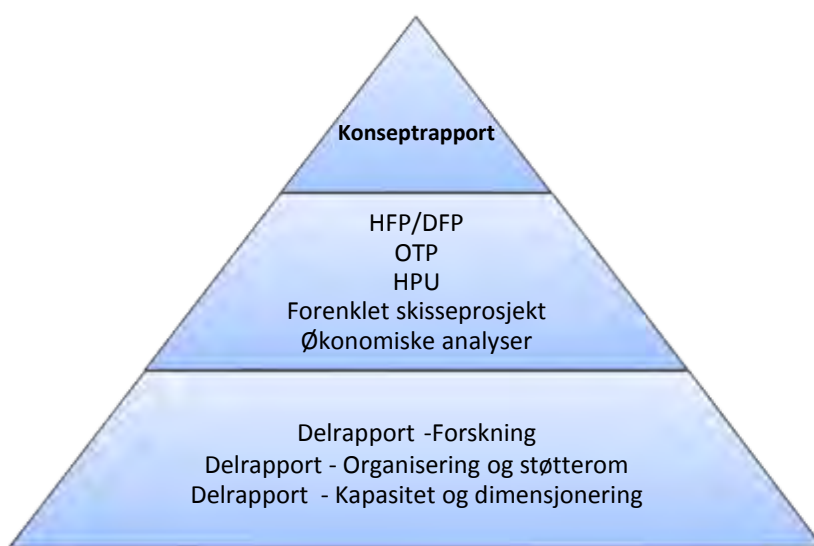 Konseptrapport
HFP/DFP
OTP
HPU
Forenklet skisseprosjekt
Økonomiske analyser
Delrapport -Forskning
Delrapport - Organisering og støtterom
Delrapport - Kapasitet og dimensjonering